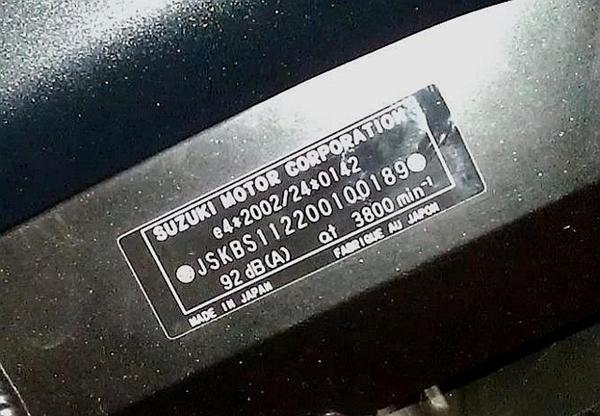 SUZUKI MOTOR CORPORATION
e4*2002/24*0142
JSKBS112200100189
92 dB(A) at 3800 min⁻¹
MADE IN JAPAN FABRIQUE AU JAPON